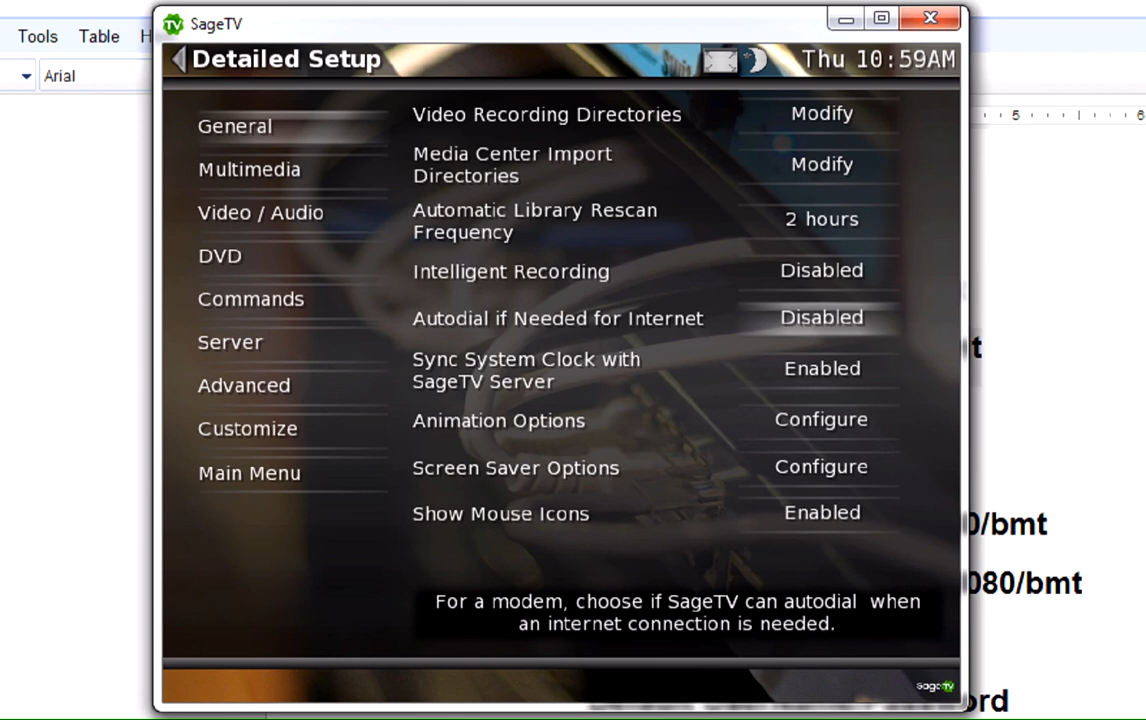 SageTV
Tools Table H
Arial
Detailed Setup
Thu 10:59AM
5
6
General
Multimedia
Video / Audio
DVD
Commands
Server
Advanced
Customize
Main Menu
Video Recording Directories Modify
Media Center Import
Directories Modify
Automatic Library Rescan
Frequency 2 hours
Intelligent Recording Disabled
Autodial if Needed for Internet Disabled
Sync System Clock with
SageTV Server Enabled
Animation Options Configure
Screen Saver Options Configure
Show Mouse Icons Enabled
For a modem, choose if SageTV can autodial when
an internet connection is needed.
SageTV
t
0/bmt
080/bmt
ord